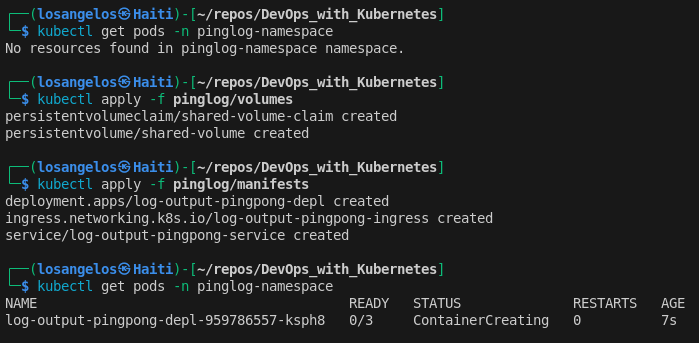 ┌──(losangelos㉿Haiti)-[~/repos/DevOps_with_Kubernetes]
└─$ kubectl get pods -n pinglog-namespace
No resources found in pinglog-namespace namespace.
┌──(losangelos㉿Haiti)-[~/repos/DevOps_with_Kubernetes]
└─$ kubectl apply -f pinglog/volumes
persistentvolumeclaim/shared-volume-claim created
persistentvolume/shared-volume created
┌──(losangelos㉿Haiti)-[~/repos/DevOps_with_Kubernetes]
└─$ kubectl apply -f pinglog/manifests
deployment.apps/log-output-pingpong-depl created
ingress.networking.k8s.io/log-output-pingpong-ingress created
service/log-output-pingpong-service created
┌──(losangelos㉿Haiti)-[~/repos/DevOps_with_Kubernetes]
└─$ kubectl get pods -n pinglog-namespace
NAME READY STATUS RESTARTS AGE
log-output-pingpong-depl-959786557-ksph8 0/3 ContainerCreating 0 7s